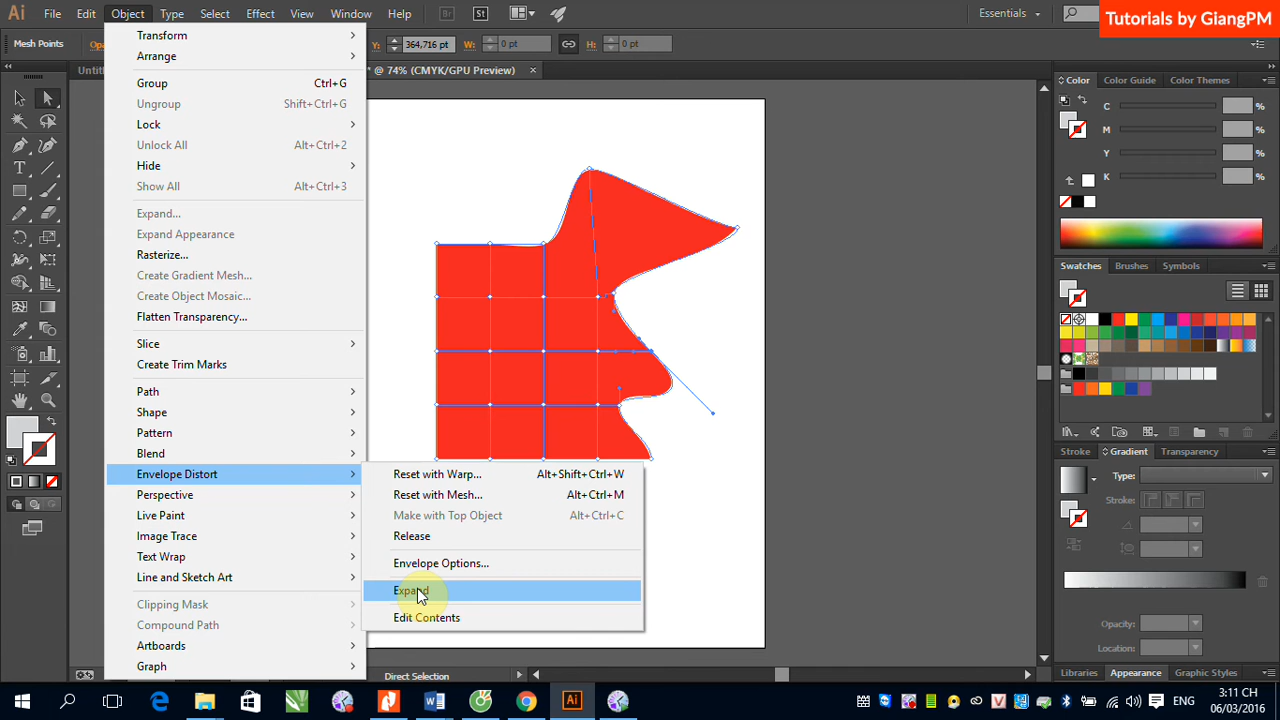 Ai File Edit Object Type Select Effect View Window Help Br St Essentials
Tutorials by GiangPM
Mesh Points Y: 364,716 pt W: 0 pt H: 0 pt
* @ 74% (CMYK/GPU Preview) ×
Transform
Arrange
Group Ctrl+G
Ungroup Shift+Ctrl+G
Lock
Unlock All Alt+Ctrl+2
Hide
Show All Alt+Ctrl+3
Expand...
Expand Appearance
Rasterize...
Create Gradient Mesh...
Create Object Mosaic...
Flatten Transparency...
Slice
Create Trim Marks
Path
Shape
Pattern
Blend
Envelope Distort
Perspective
Live Paint
Image Trace
Text Wrap
Line and Sketch Art
Clipping Mask
Compound Path
Artboards
Graph
Reset with Warp... Alt+Shift+Ctrl+W
Reset with Mesh... Alt+Ctrl+M
Make with Top Object Alt+Ctrl+C
Release
Envelope Options...
Expand
Edit Contents
Color Color Guide Color Themes
C %
M %
Y %
K %
Swatches Brushes Symbols
Stroke Gradient Transparency
Type:
Stroke:
Opacity:
Location:
Libraries Appearance Graphic Styles
Direct Selection
ENG 3:11 CH
06/03/2016